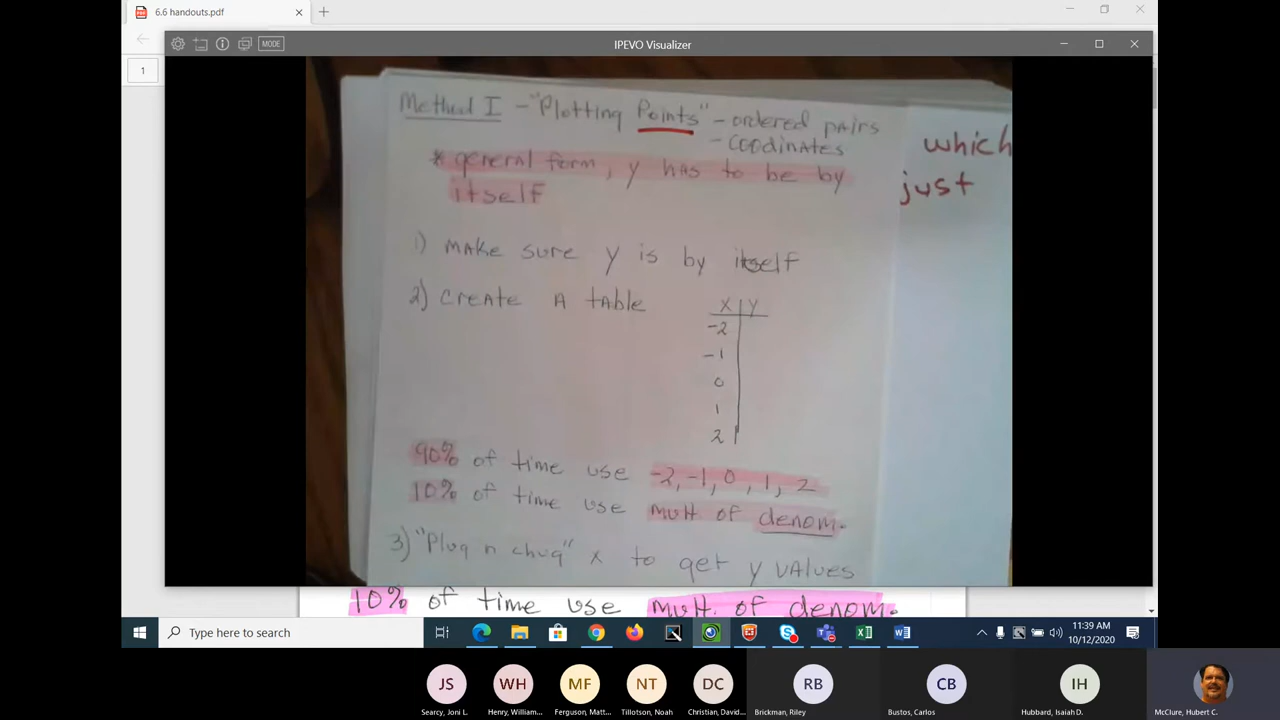 6.6 handouts.pdf
1
MODE
IPEVO Visualizer
Method I - "Plotting Points" - ordered pairs
- coodinates
* general form, y has to be by
itself
which
just
1) make sure y is by itself
2) create a table
X Y
-2
-1
0
1
2
90% of time use -2, -1, 0, 1, 2
10% of time use mult of denom.
3) "Plug n chug" x to get y values
10% of time use mult. of denom.
Type here to search
11:39 AM
10/12/2020
JS
WH
MF
NT
DC
RB
CB
IH
Searcy, Joni L.
Henry, William...
Ferguson, Matt...
Tillotson, Noah
Christian, David...
Brickman, Riley
Bustos, Carlos
Hubbard, Isaiah D.
McClure, Hubert C.